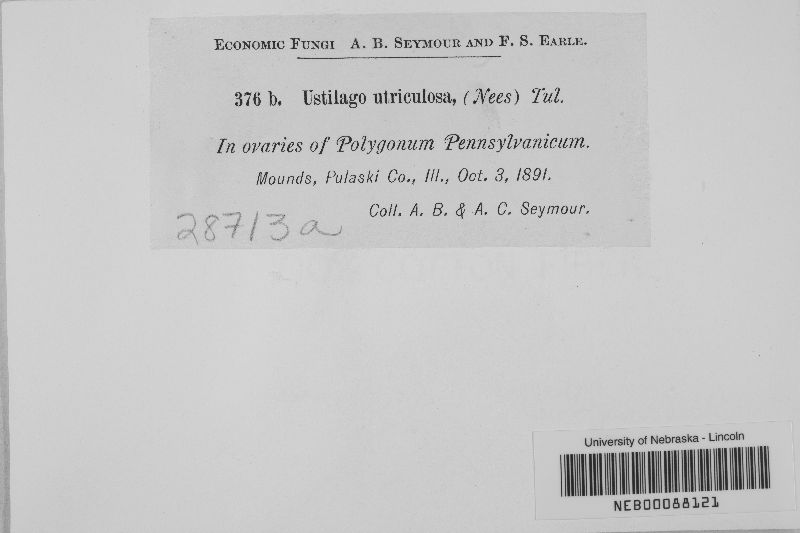 Economic Fungi A. B. Seymour and F. S. Earle.
376 b. Ustilago utriculosa, (Nees) Tul.
In ovaries of Polygonum Pennsylvanicum.
Mounds, Pulaski Co., Ill., Oct. 3, 1891.
Coll. A. B. & A. C. Seymour.
28713a
University of Nebraska - Lincoln
NEB00088121